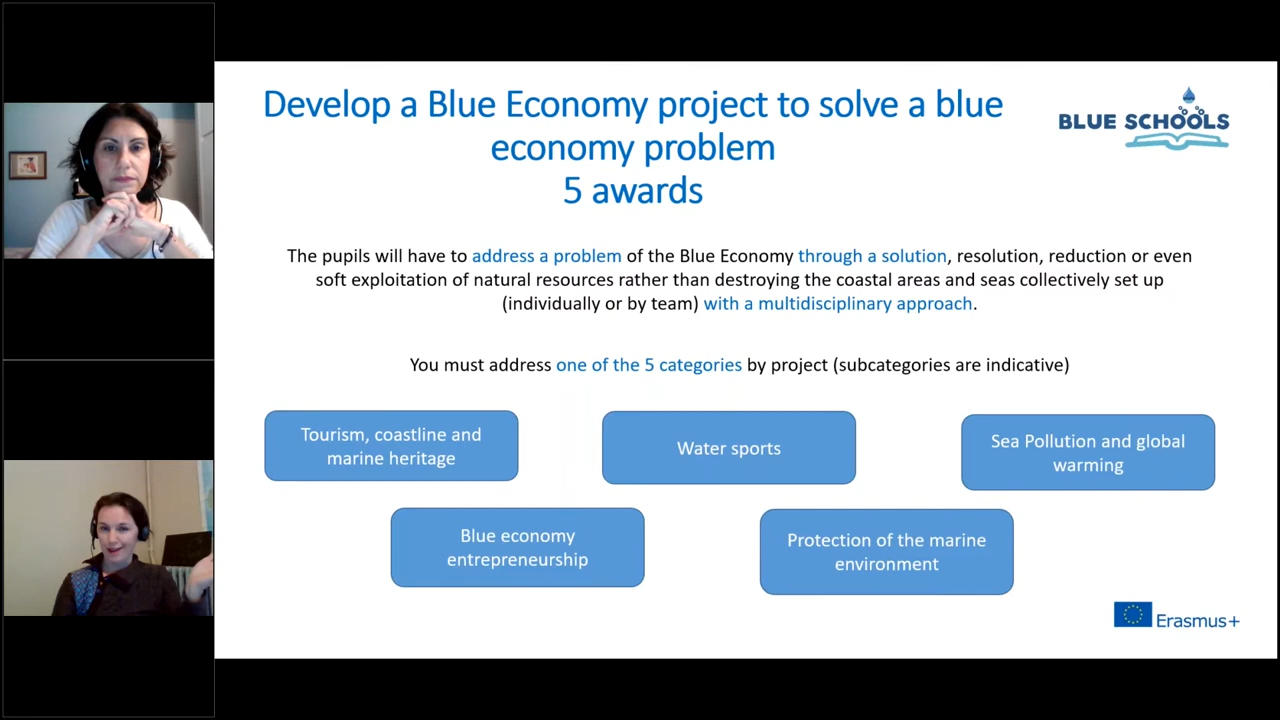 Develop a Blue Economy project to solve a blue
economy problem
5 awards
BLUE SCHOOLS
The pupils will have to address a problem of the Blue Economy through a solution, resolution, reduction or even
soft exploitation of natural resources rather than destroying the coastal areas and seas collectively set up
(individually or by team) with a multidisciplinary approach.
You must address one of the 5 categories by project (subcategories are indicative)
Tourism, coastline and
marine heritage
Water sports
Sea Pollution and global
warming
Blue economy
entrepreneurship
Protection of the marine
environment
Erasmus+